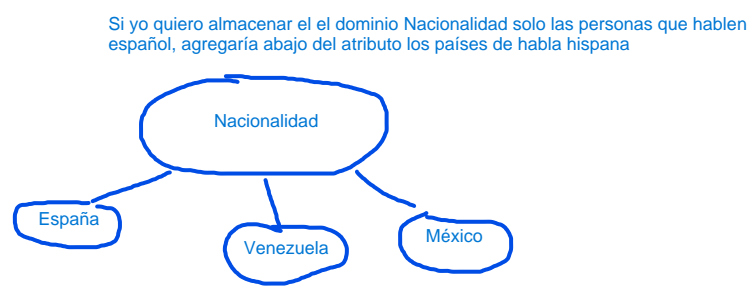 Si yo quiero almacenar el el dominio Nacionalidad solo las personas que hablen
español, agregaría abajo del atributo los países de habla hispana
Nacionalidad
España
Venezuela
México